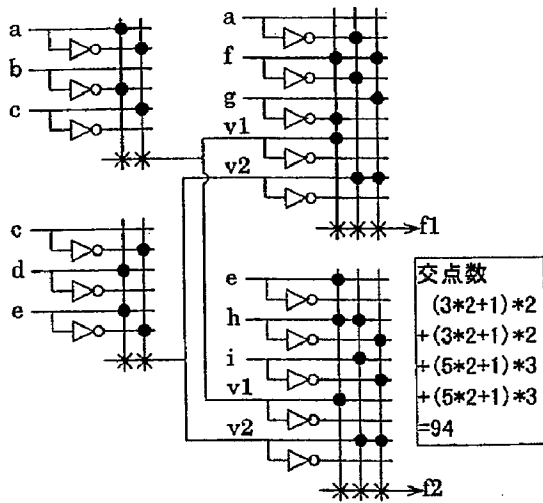 a
b
c
c
d
e
a
f
g
v1
v2
f1
e
h
i
v1
v2
f2
交点数
(3*2+1)*2
+(3*2+1)*2
+(5*2+1)*3
+(5*2+1)*3
=94